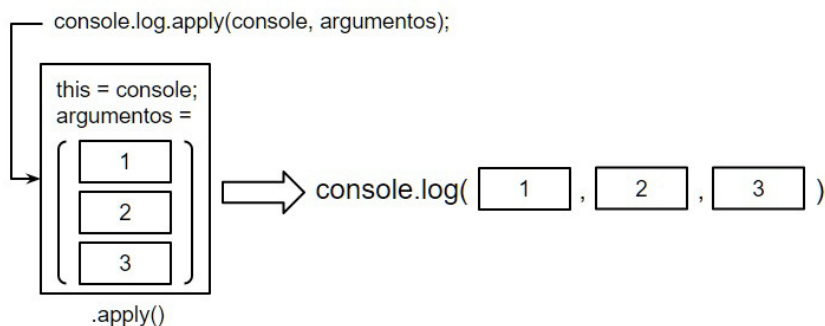 console.log.apply(console, argumentos);
this = console;
argumentos =
1
2
3
.apply()
console.log( 1 , 2 , 3 )